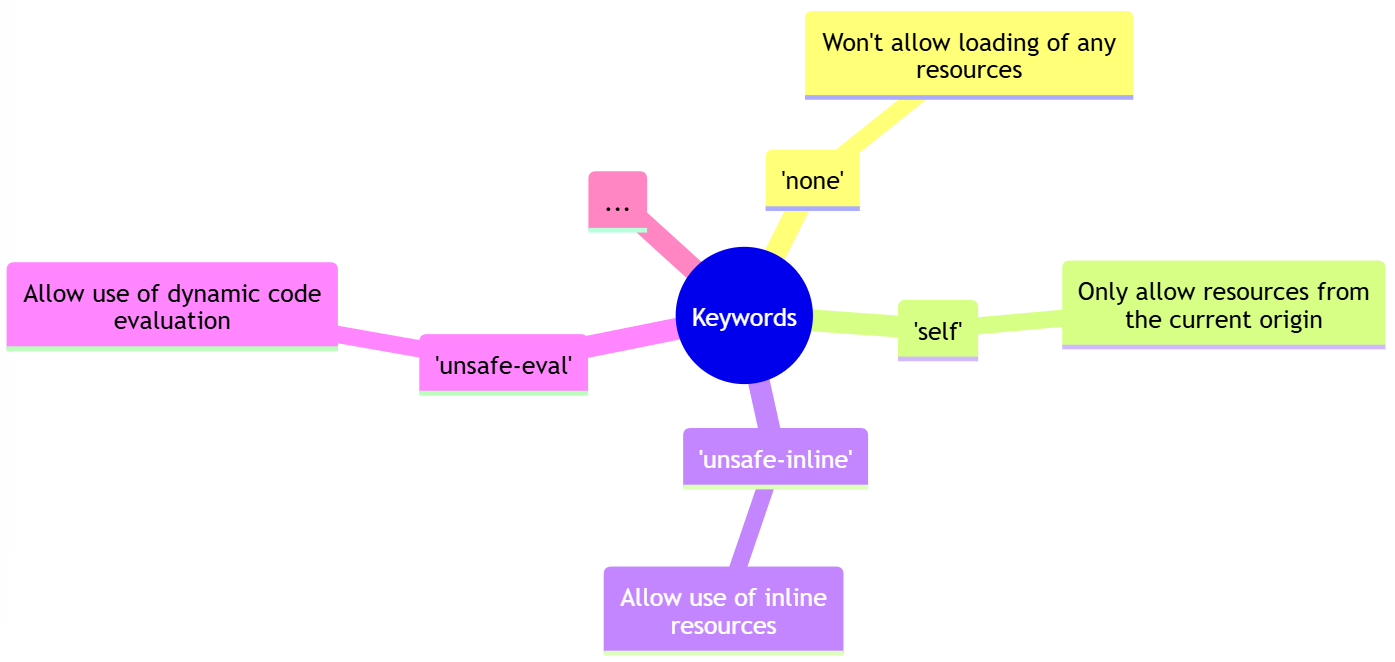 Won't allow loading of any
resources
'none'
...
Keywords
'self'
Only allow resources from
the current origin
Allow use of dynamic code
evaluation
'unsafe-eval'
'unsafe-inline'
Allow use of inline
resources